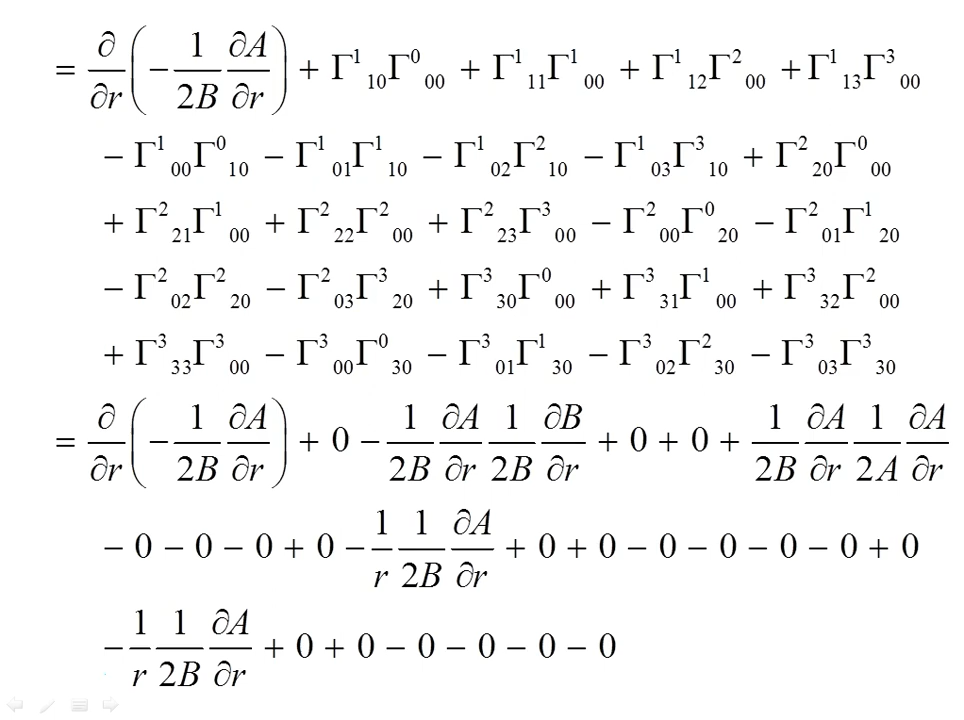 = ∂/∂r (−1/2B ∂A/∂r) + Γ¹₁₀Γ⁰₀₀ + Γ¹₁₁Γ¹₀₀ + Γ¹₁₂Γ²₀₀ + Γ¹₁₃Γ³₀₀
− Γ¹₀₀Γ⁰₁₀ − Γ¹₀₁Γ¹₁₀ − Γ¹₀₂Γ²₁₀ − Γ¹₀₃Γ³₁₀ + Γ²₂₀Γ⁰₀₀
+ Γ²₂₁Γ¹₀₀ + Γ²₂₂Γ²₀₀ + Γ²₂₃Γ³₀₀ − Γ²₀₀Γ⁰₂₀ − Γ²₀₁Γ¹₂₀
− Γ²₀₂Γ²₂₀ − Γ²₀₃Γ³₂₀ + Γ³₃₀Γ⁰₀₀ + Γ³₃₁Γ¹₀₀ + Γ³₃₂Γ²₀₀
+ Γ³₃₃Γ³₀₀ − Γ³₀₀Γ⁰₃₀ − Γ³₀₁Γ¹₃₀ − Γ³₀₂Γ²₃₀ − Γ³₀₃Γ³₃₀
= ∂/∂r (−1/2B ∂A/∂r) + 0 − 1/2B ∂A/∂r 1/2B ∂B/∂r + 0 + 0 + 1/2B ∂A/∂r 1/2A ∂A/∂r
− 0 − 0 − 0 + 0 − 1/r 1/2B ∂A/∂r + 0 + 0 − 0 − 0 − 0 − 0 + 0
− 1/r 1/2B ∂A/∂r + 0 + 0 − 0 − 0 − 0 − 0